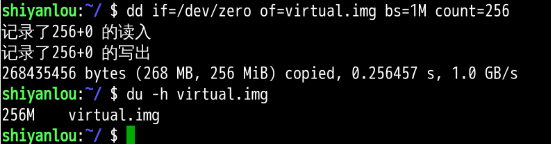 shiyanlou:~/ $ dd if=/dev/zero of=virtual.img bs=1M count=256
记录了256+0 的读入
记录了256+0 的写出
268435456 bytes (268 MB, 256 MiB) copied, 0.256457 s, 1.0 GB/s
shiyanlou:~/ $ du -h virtual.img
256M    virtual.img
shiyanlou:~/ $